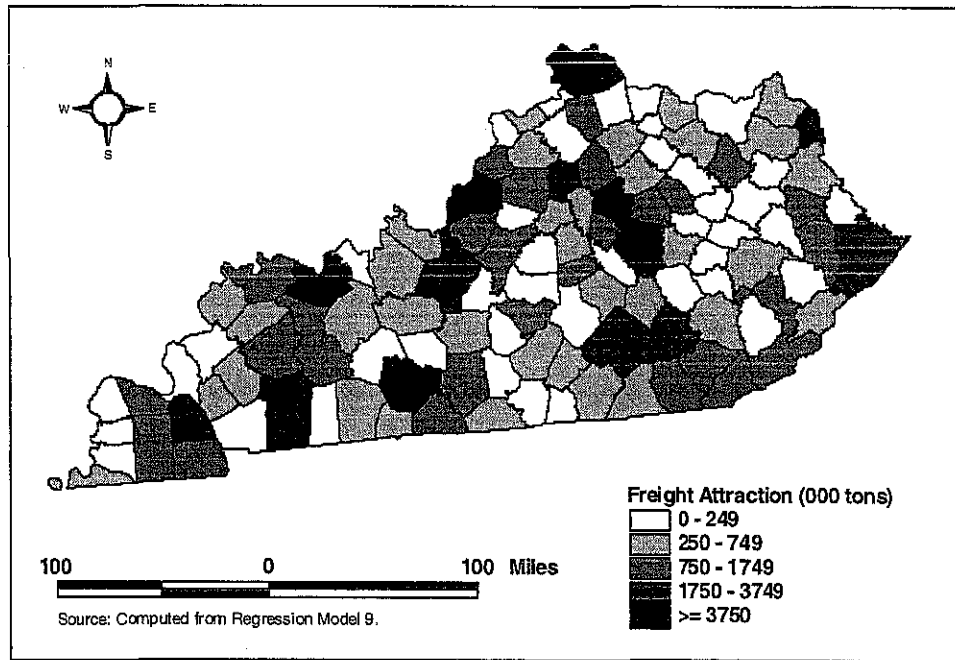 N
W E
S
Freight Attraction (000 tons)
0 - 249
250 - 749
750 - 1749
1750 - 3749
>= 3750
100 0 100 Miles
Source: Computed from Regression Model 9.